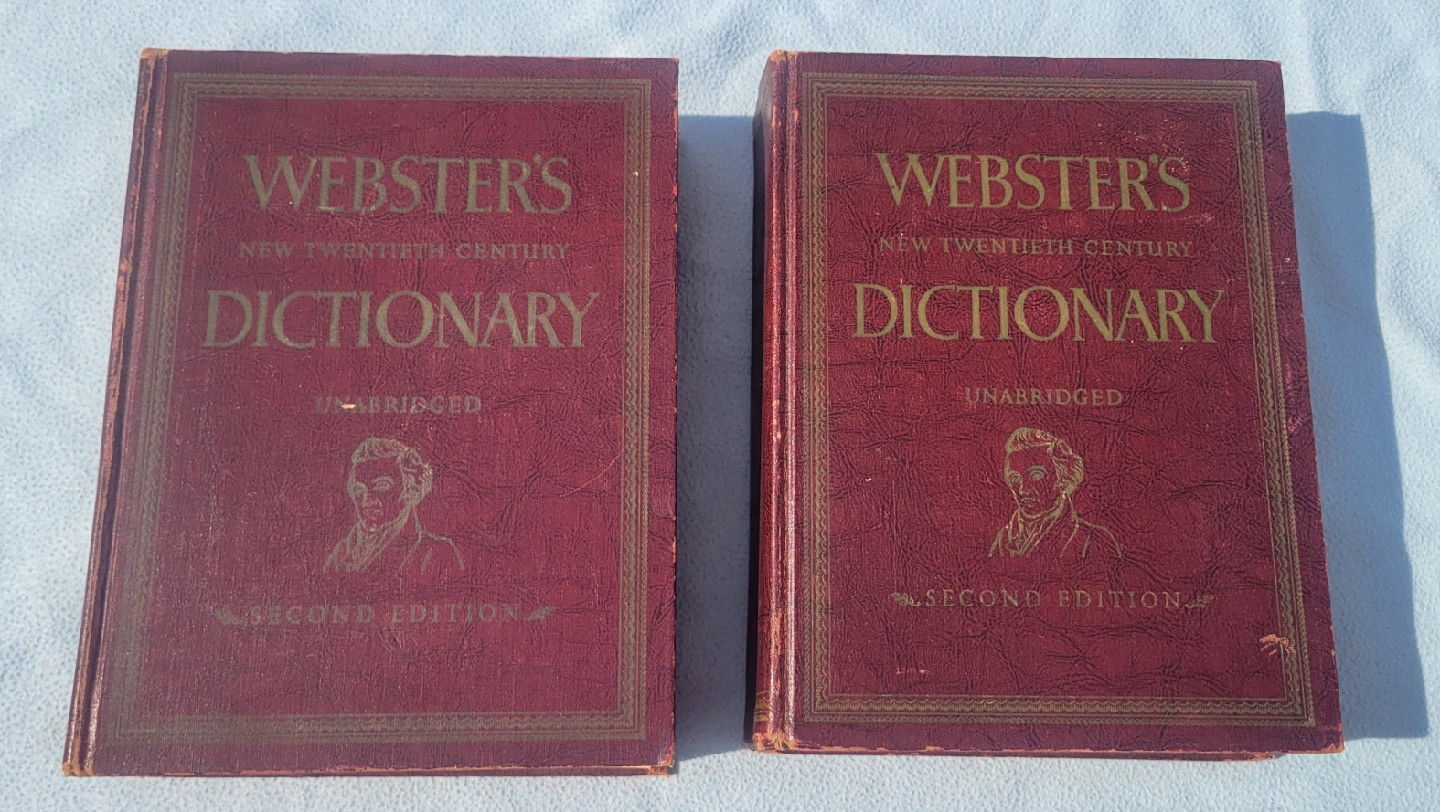 WEBSTER'S
NEW TWENTIETH CENTURY
DICTIONARY
UNABRIDGED
SECOND EDITION
WEBSTER'S
NEW TWENTIETH CENTURY
DICTIONARY
UNABRIDGED
SECOND EDITION